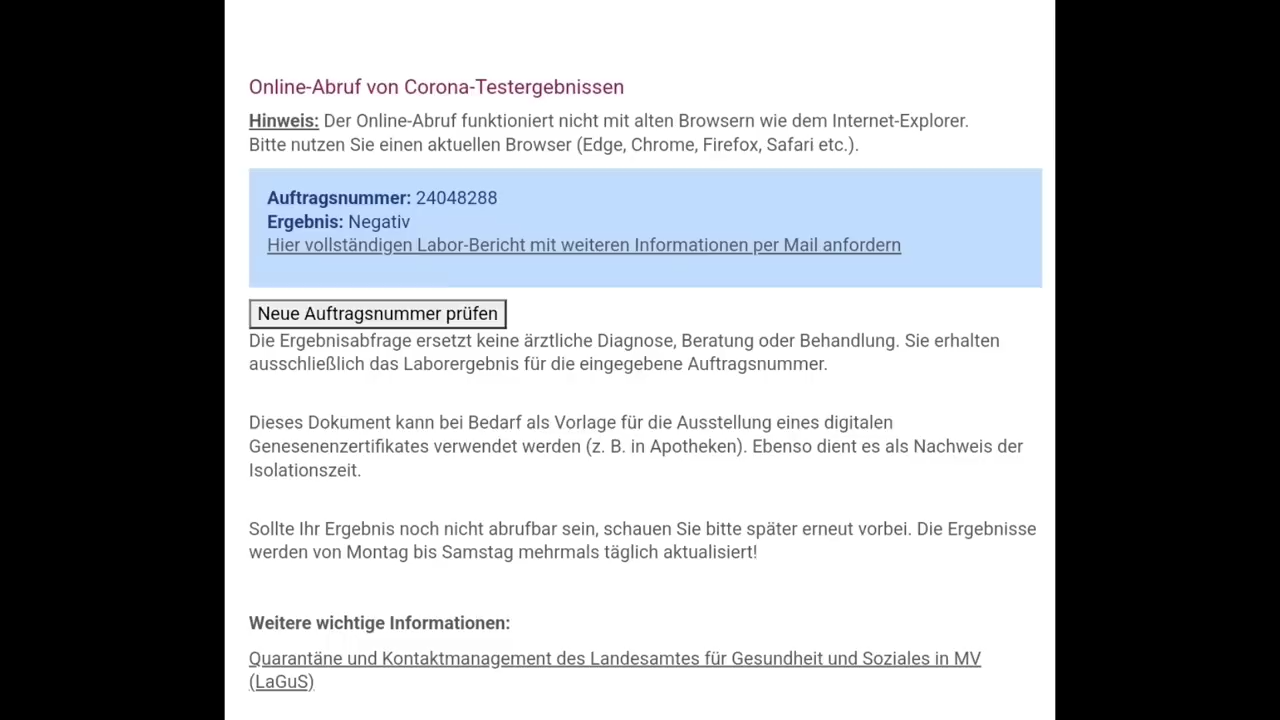 Online-Abruf von Corona-Testergebnissen
Hinweis: Der Online-Abruf funktioniert nicht mit alten Browsern wie dem Internet-Explorer.
Bitte nutzen Sie einen aktuellen Browser (Edge, Chrome, Firefox, Safari etc.).
Auftragsnummer: 24048288
Ergebnis: Negativ
Hier vollständigen Labor-Bericht mit weiteren Informationen per Mail anfordern
Neue Auftragsnummer prüfen
Die Ergebnisabfrage ersetzt keine ärztliche Diagnose, Beratung oder Behandlung. Sie erhalten
ausschließlich das Laborergebnis für die eingegebene Auftragsnummer.
Dieses Dokument kann bei Bedarf als Vorlage für die Ausstellung eines digitalen
Genesenenzertifikates verwendet werden (z. B. in Apotheken). Ebenso dient es als Nachweis der
Isolationszeit.
Sollte Ihr Ergebnis noch nicht abrufbar sein, schauen Sie bitte später erneut vorbei. Die Ergebnisse
werden von Montag bis Samstag mehrmals täglich aktualisiert!
Weitere wichtige Informationen:
Quarantäne und Kontaktmanagement des Landesamtes für Gesundheit und Soziales in MV
(LaGuS)